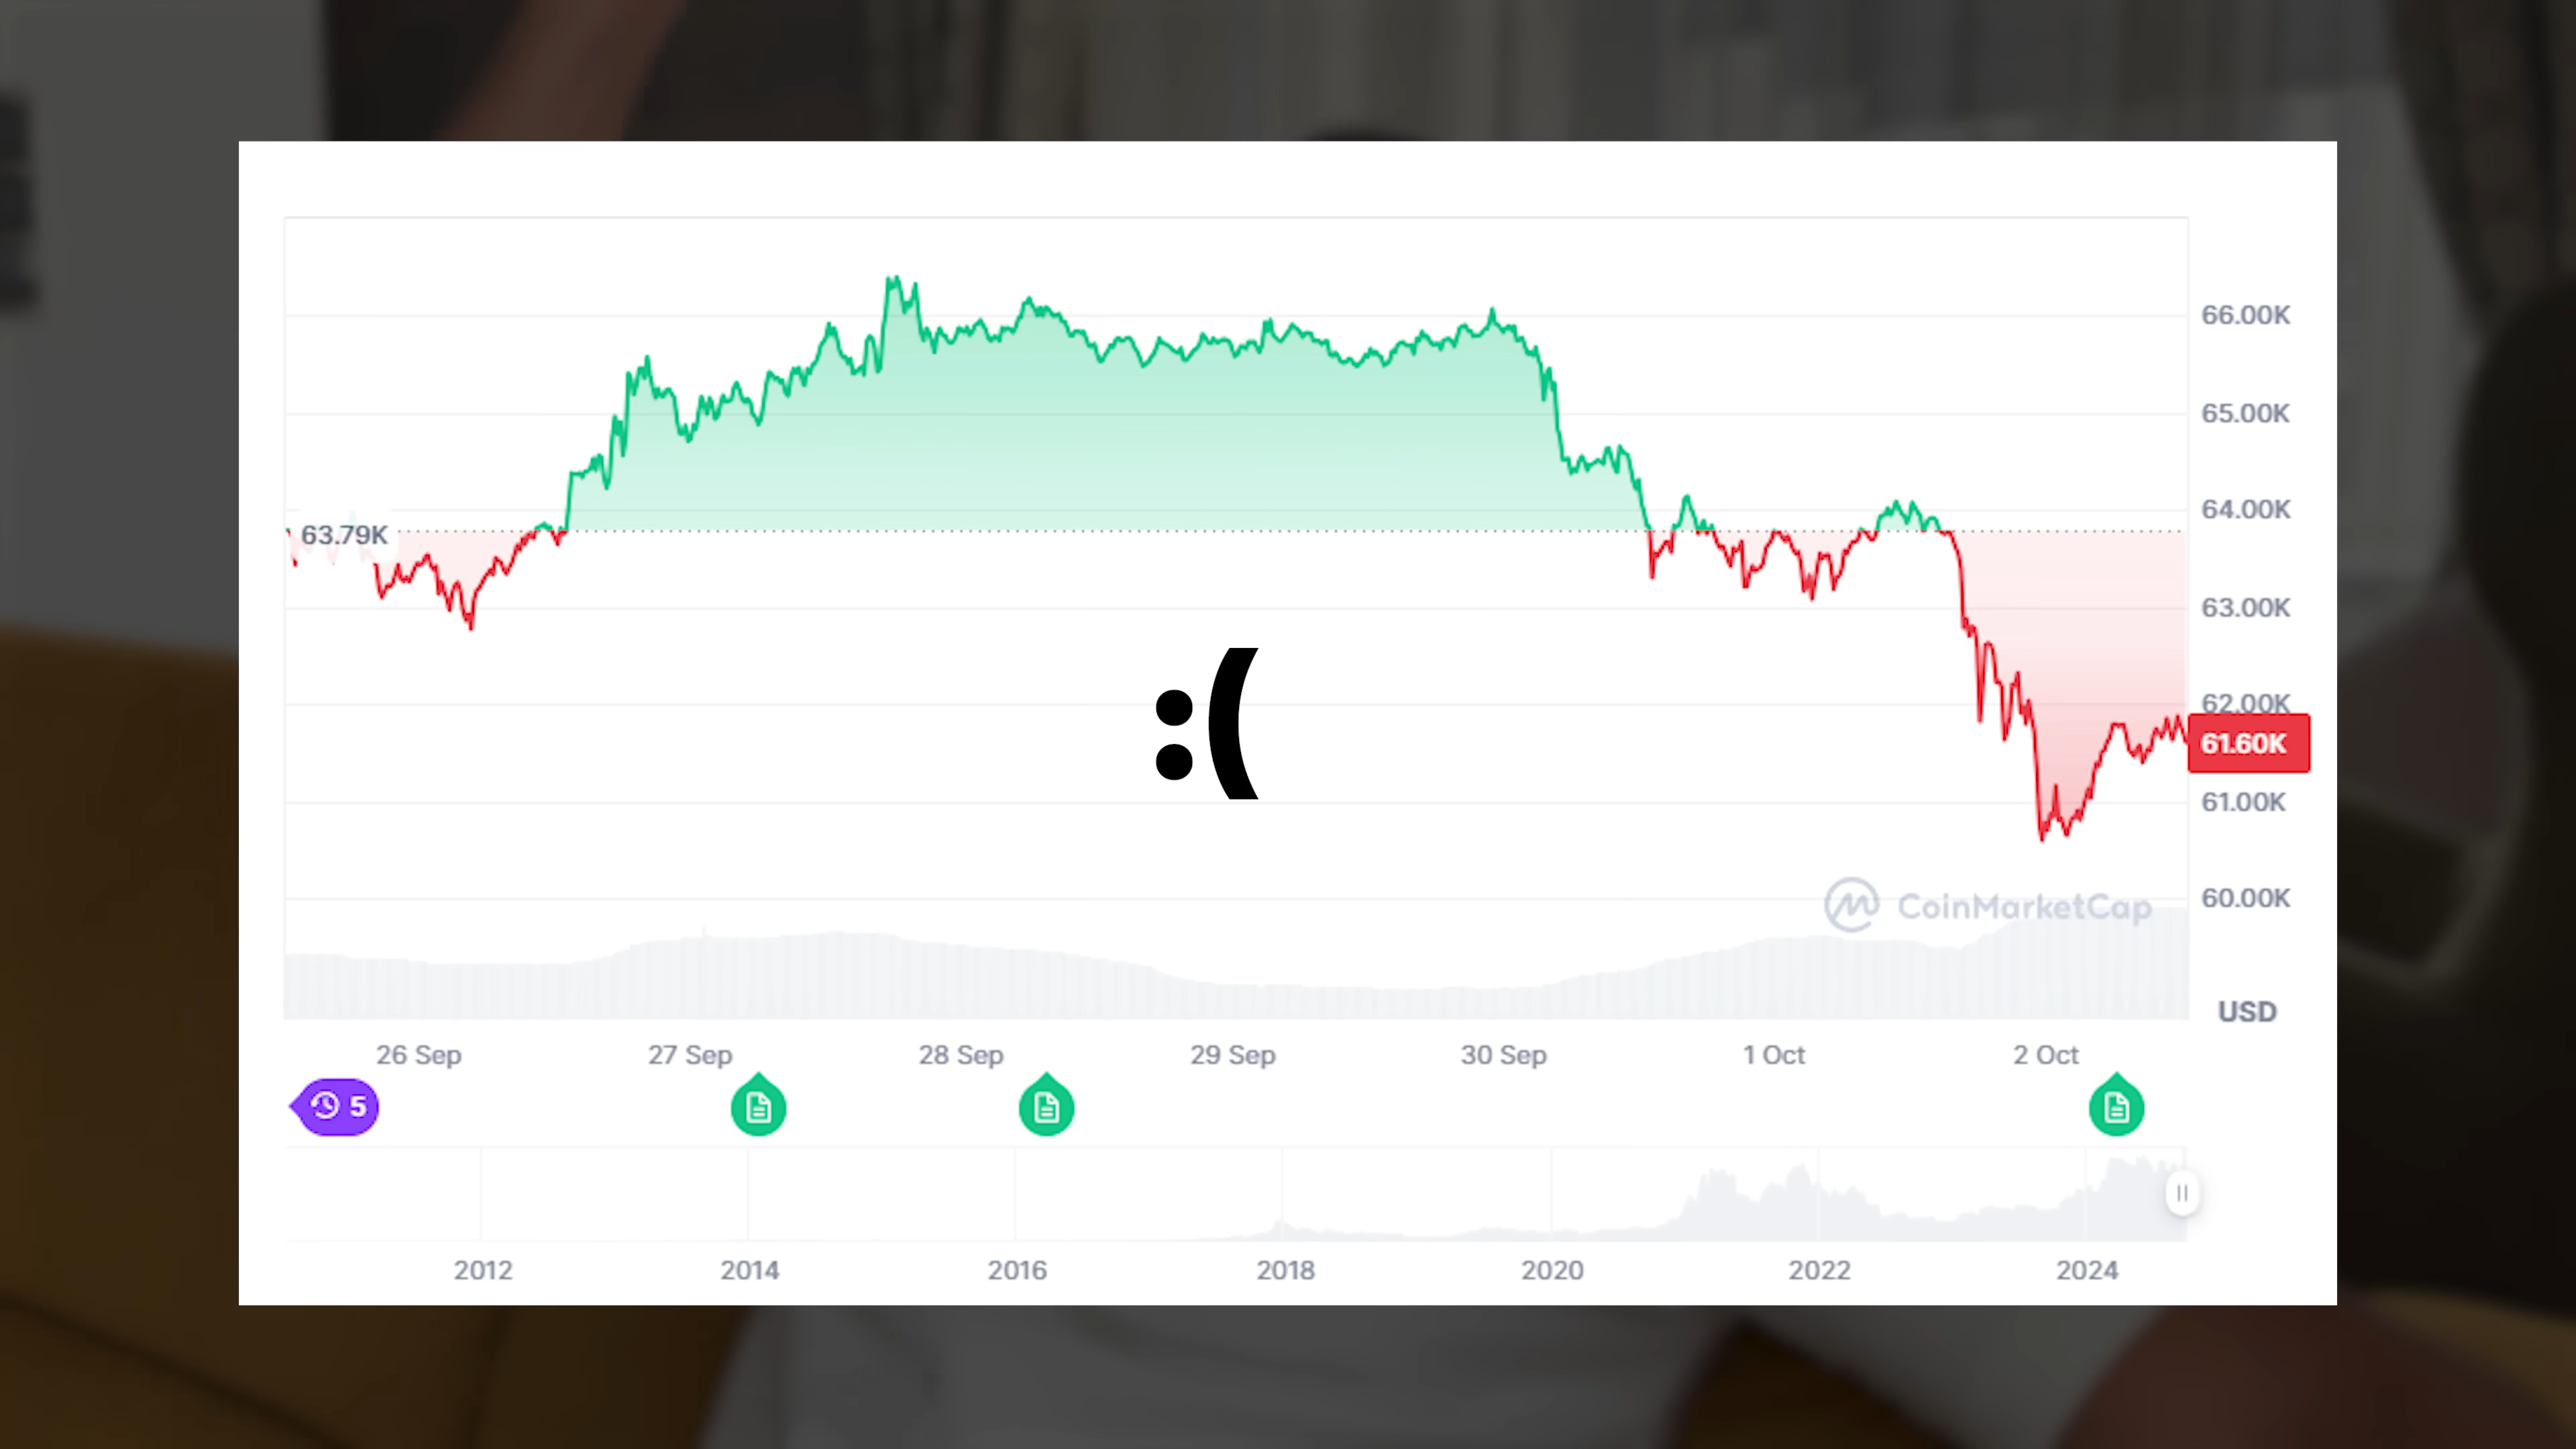 66.00K
65.00K
64.00K
63.79K
63.00K
:(
62.00K
61.60K
61.00K
60.00K
CoinMarketCap
USD
26 Sep 27 Sep 28 Sep 29 Sep 30 Sep 1 Oct 2 Oct
5
2012 2014 2016 2018 2020 2022 2024